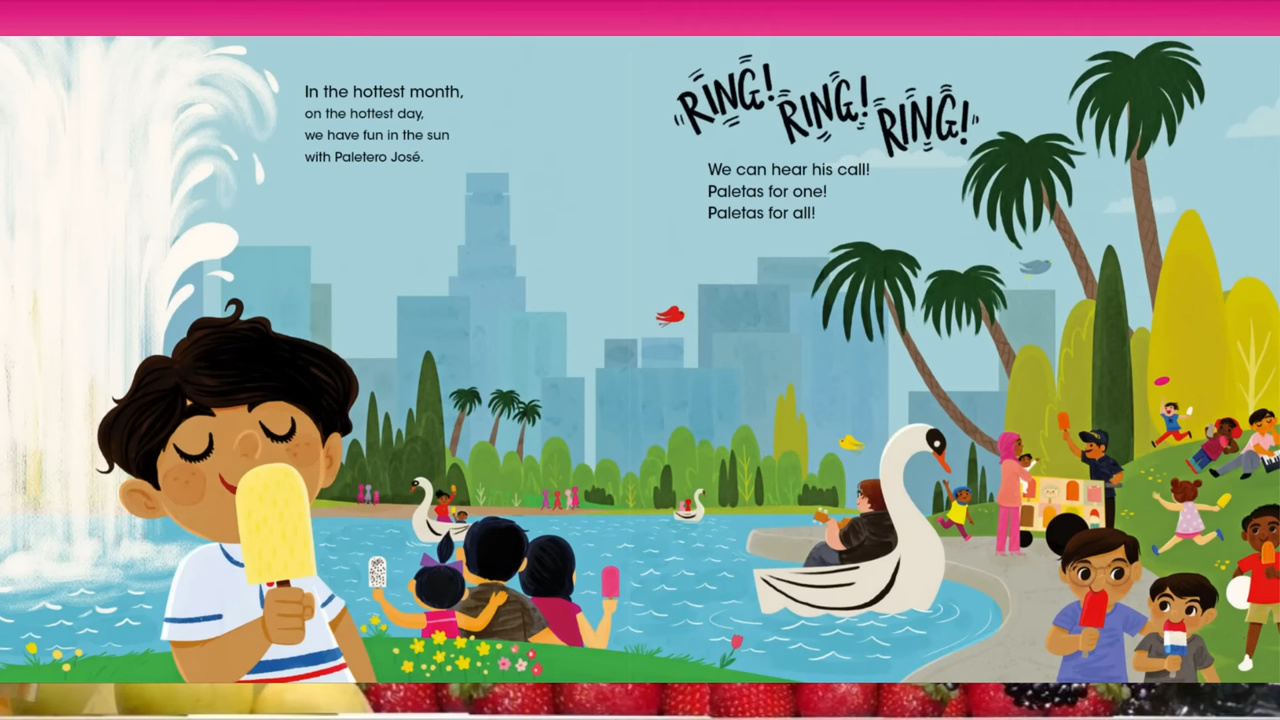 In the hottest month,
on the hottest day,
we have fun in the sun
with Paletero José.
RING! RING! RING!
We can hear his call!
Paletas for one!
Paletas for all!